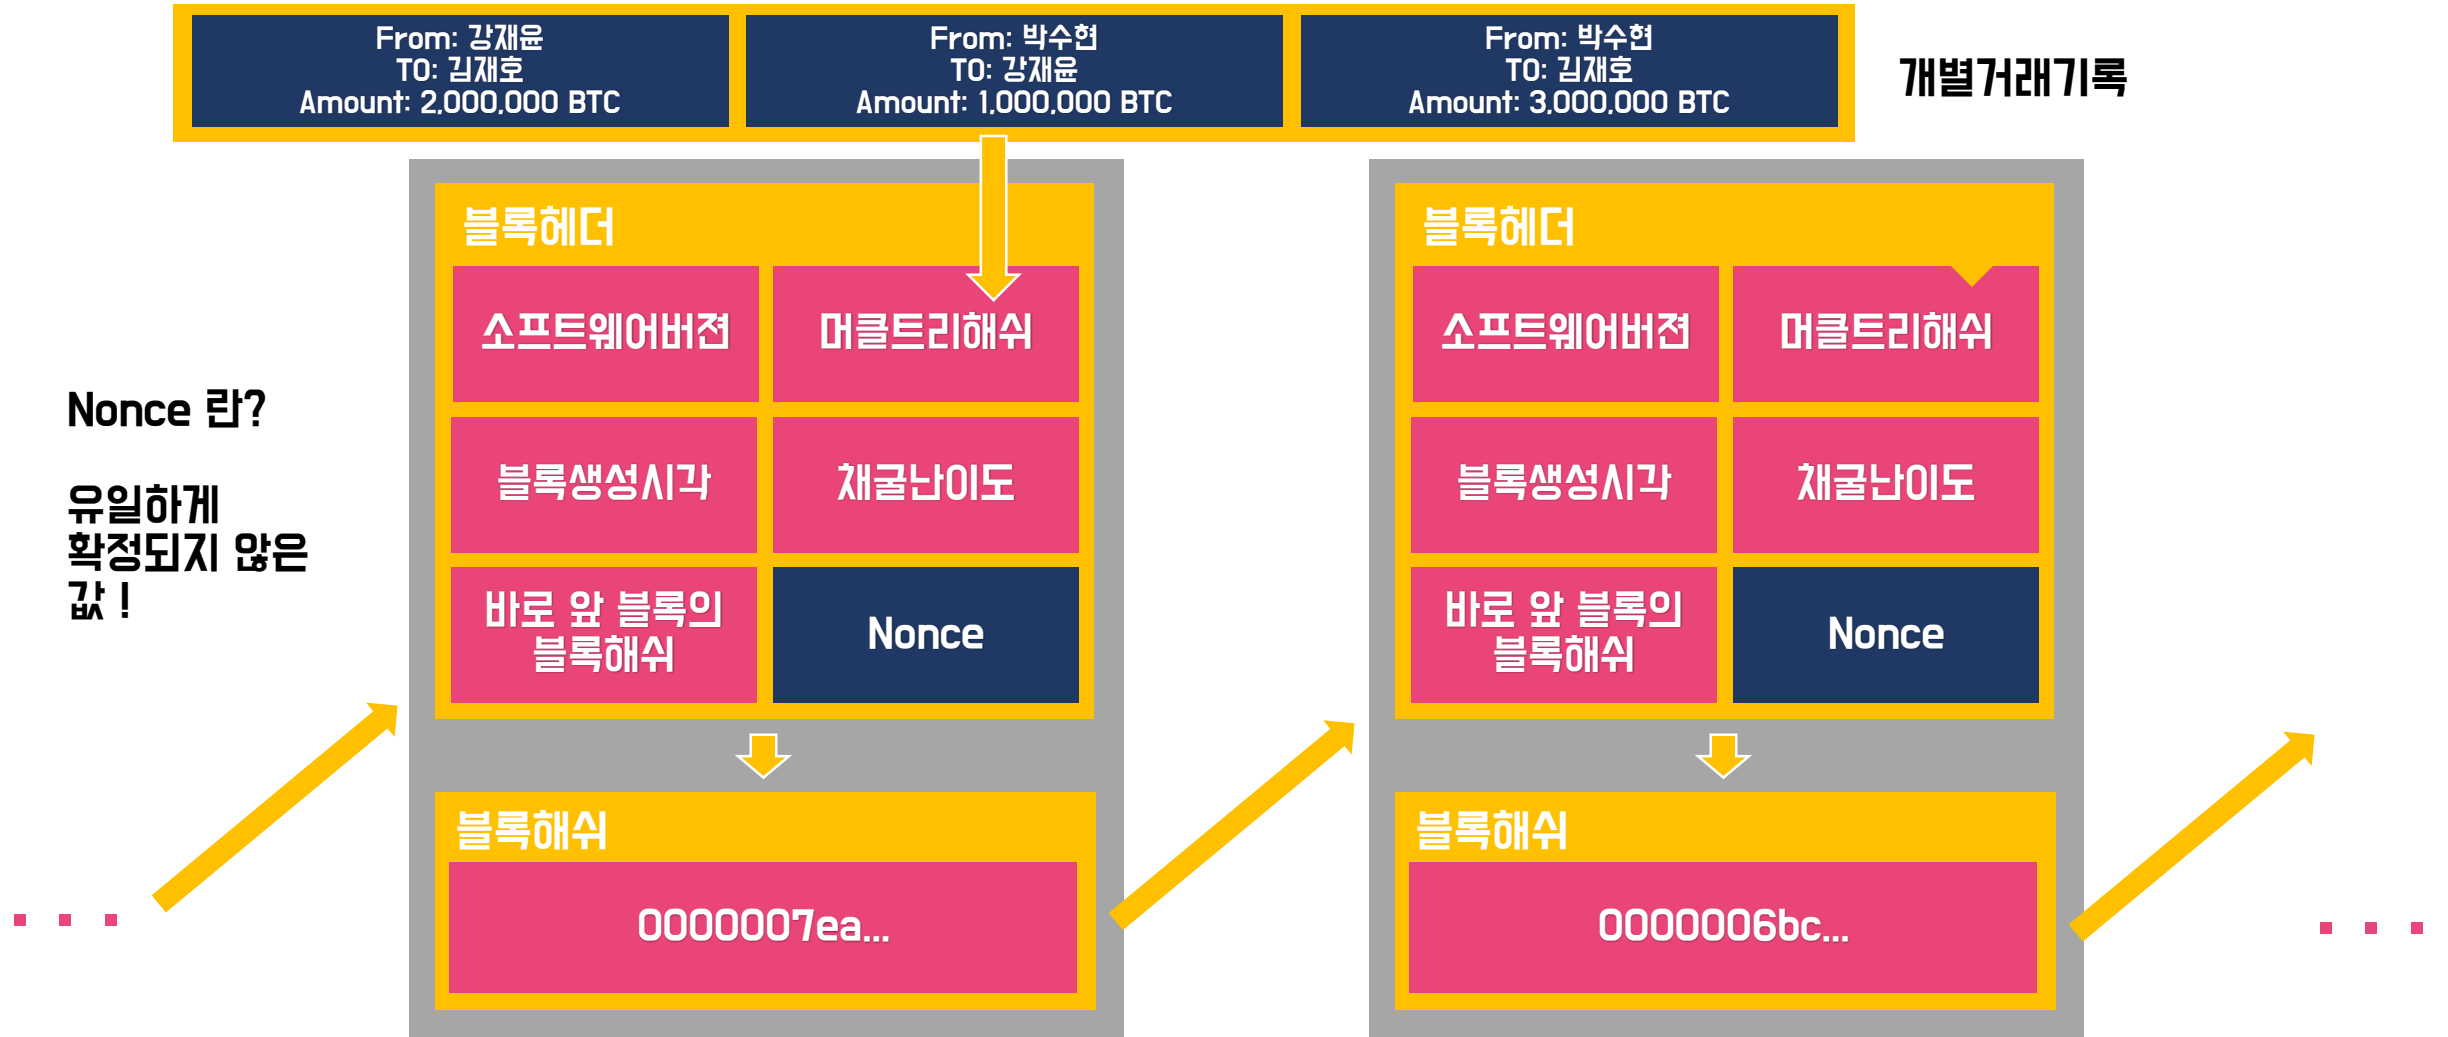 From: 강재윤
TO: 김재호
Amount: 2,000,000 BTC
From: 박수현
TO: 강재윤
Amount: 1,000,000 BTC
From: 박수현
TO: 김재호
Amount: 3,000,000 BTC
개별거래기록
Nonce 란?
유일하게
확정되지 않은
값 !
블록헤더
소프트웨어버젼
머클트리해쉬
블록생성시각
채굴난이도
바로 앞 블록의
블록해쉬
Nonce
블록해쉬
0000007ea...
블록헤더
소프트웨어버젼
머클트리해쉬
블록생성시각
채굴난이도
바로 앞 블록의
블록해쉬
Nonce
블록해쉬
0000006bc...